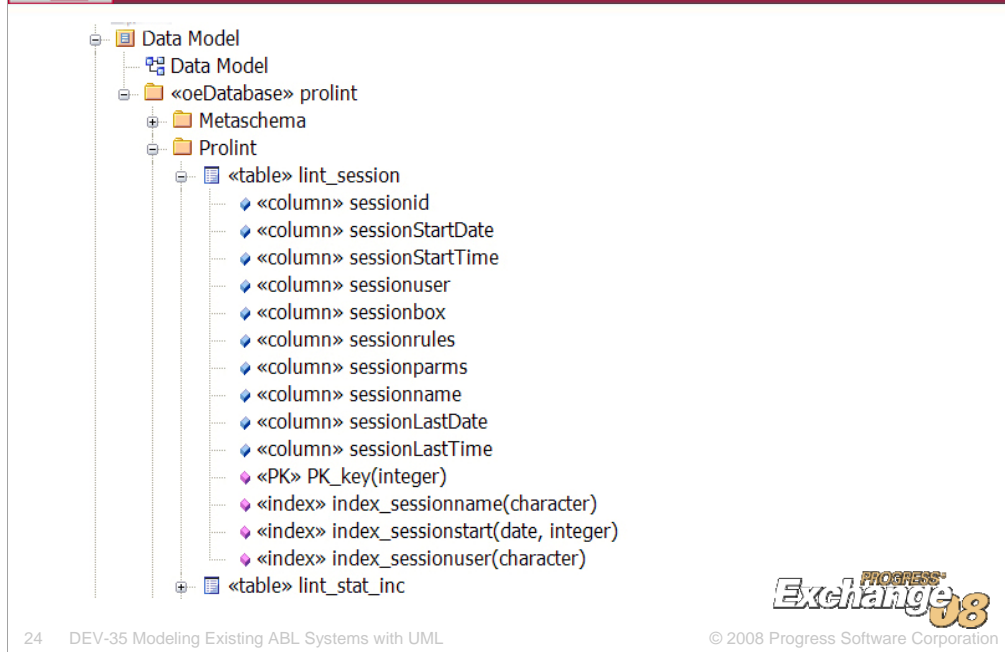 Data Model
Data Model
«oeDatabase» prolint
Metaschema
Prolint
«table» lint_session
«column» sessionid
«column» sessionStartDate
«column» sessionStartTime
«column» sessionuser
«column» sessionbox
«column» sessionrules
«column» sessionparms
«column» sessionname
«column» sessionLastDate
«column» sessionLastTime
«PK» PK_key(integer)
«index» index_sessionname(character)
«index» index_sessionstart(date, integer)
«index» index_sessionuser(character)
«table» lint_stat_inc
PROGRESS
Exchange 08
24 DEV-35 Modeling Existing ABL Systems with UML © 2008 Progress Software Corporation